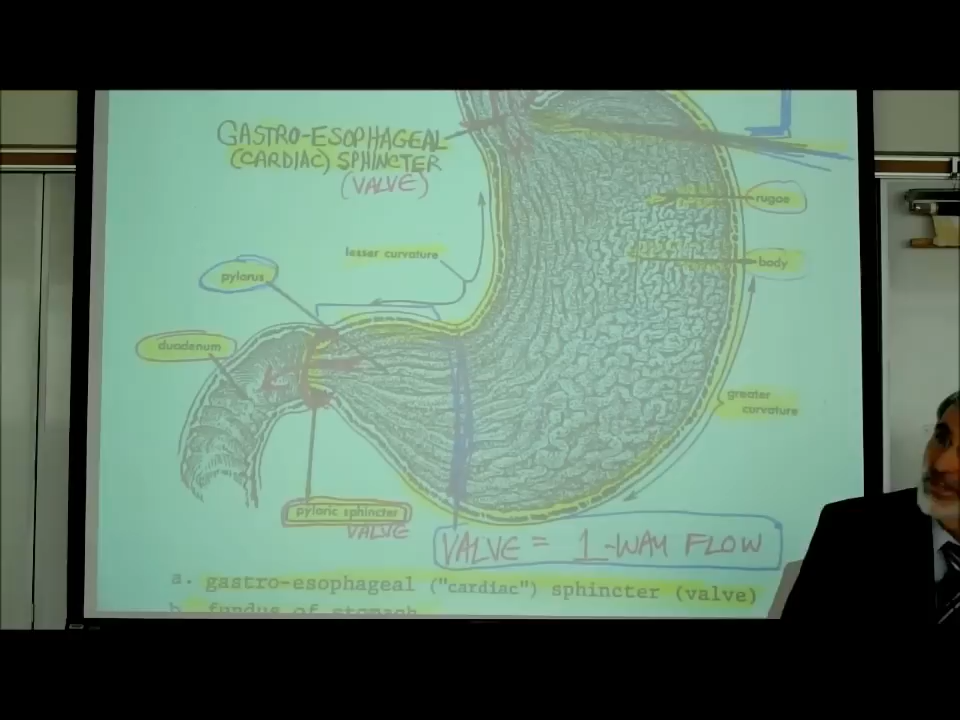 GASTRO-ESOPHAGEAL
(CARDIAC) SPHINCTER
(VALVE)
rugae
lesser curvature
body
pylorus
duodenum
greater
curvature
pyloric sphincter
VALVE
VALVE = 1-WAY FLOW
a. gastro-esophageal ("cardiac") sphincter (valve)
b. fundus of stomach